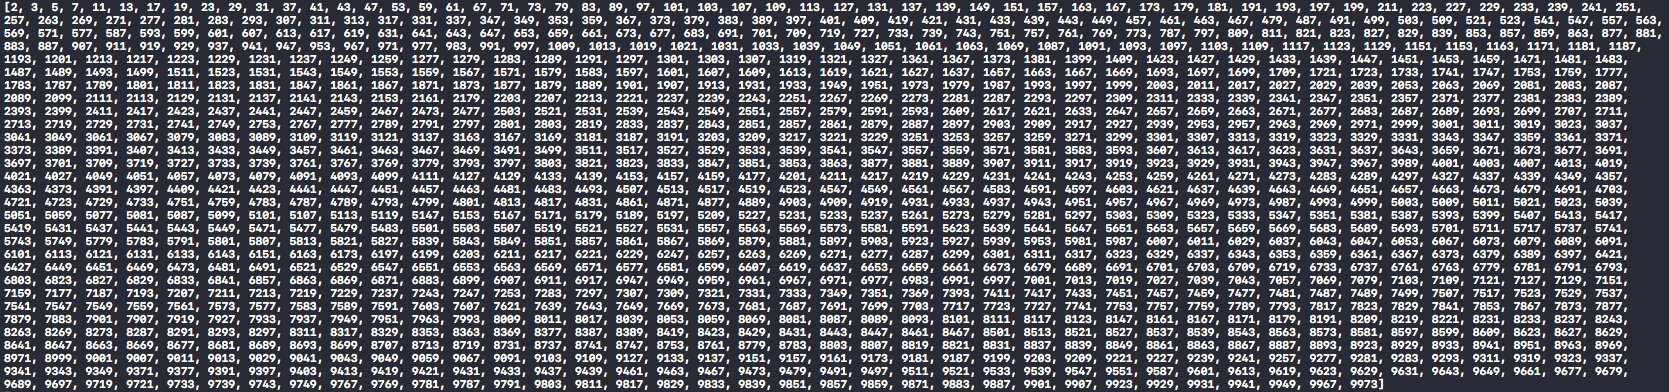 [2, 3, 5, 7, 11, 13, 17, 19, 23, 29, 31, 37, 41, 43, 47, 53, 59, 61, 67, 71, 73, 79, 83, 89, 97, 101, 103, 107, 109, 113, 127, 131, 137, 139, 149, 151, 157, 163, 167, 173, 179, 181, 191, 193, 197, 199, 211, 223, 227, 229, 233, 239, 241, 251,
257, 263, 269, 271, 277, 281, 283, 293, 307, 311, 313, 317, 331, 337, 347, 349, 353, 359, 367, 373, 379, 383, 389, 397, 401, 409, 419, 421, 431, 433, 439, 443, 449, 457, 461, 463, 467, 479, 487, 491, 499, 503, 509, 521, 523, 541, 547, 557, 563,
569, 571, 577, 587, 593, 599, 601, 607, 613, 617, 619, 631, 641, 643, 647, 653, 659, 661, 673, 677, 683, 691, 701, 709, 719, 727, 733, 739, 743, 751, 757, 761, 769, 773, 787, 797, 809, 811, 821, 823, 827, 829, 839, 853, 857, 859, 863, 877, 881,
883, 887, 907, 911, 919, 929, 937, 941, 947, 953, 967, 971, 977, 983, 991, 997, 1009, 1013, 1019, 1021, 1031, 1033, 1039, 1049, 1051, 1061, 1063, 1069, 1087, 1091, 1093, 1097, 1103, 1109, 1117, 1123, 1129, 1151, 1153, 1163, 1171, 1181, 1187,
1193, 1201, 1213, 1217, 1223, 1229, 1231, 1237, 1249, 1259, 1277, 1279, 1283, 1289, 1291, 1297, 1301, 1303, 1307, 1319, 1321, 1327, 1361, 1367, 1373, 1381, 1399, 1409, 1423, 1427, 1429, 1433, 1439, 1447, 1451, 1453, 1459, 1471, 1481, 1483,
1487, 1489, 1493, 1499, 1511, 1523, 1531, 1543, 1549, 1553, 1559, 1567, 1571, 1579, 1583, 1597, 1601, 1607, 1609, 1613, 1619, 1621, 1627, 1637, 1657, 1663, 1667, 1669, 1693, 1697, 1699, 1709, 1721, 1723, 1733, 1741, 1747, 1753, 1759, 1777,
1783, 1787, 1789, 1801, 1811, 1823, 1831, 1847, 1861, 1867, 1871, 1873, 1877, 1879, 1889, 1901, 1907, 1913, 1931, 1933, 1949, 1951, 1973, 1979, 1987, 1993, 1997, 1999, 2003, 2011, 2017, 2027, 2029, 2039, 2053, 2063, 2069, 2081, 2083, 2087,
2089, 2099, 2111, 2113, 2129, 2131, 2137, 2141, 2143, 2153, 2161, 2179, 2203, 2207, 2213, 2221, 2237, 2239, 2243, 2251, 2267, 2269, 2273, 2281, 2287, 2293, 2297, 2309, 2311, 2333, 2339, 2341, 2347, 2351, 2357, 2371, 2377, 2381, 2383, 2389,
2393, 2399, 2411, 2417, 2423, 2437, 2441, 2447, 2459, 2467, 2473, 2477, 2503, 2521, 2531, 2539, 2543, 2549, 2551, 2557, 2579, 2591, 2593, 2609, 2617, 2621, 2633, 2647, 2657, 2659, 2663, 2671, 2677, 2683, 2687, 2689, 2693, 2699, 2707, 2711,
2713, 2719, 2729, 2731, 2741, 2749, 2753, 2767, 2777, 2789, 2791, 2797, 2801, 2803, 2819, 2833, 2837, 2843, 2851, 2857, 2861, 2879, 2887, 2897, 2903, 2909, 2917, 2927, 2939, 2953, 2957, 2963, 2969, 2971, 2999, 3001, 3011, 3019, 3023, 3037,
3041, 3049, 3061, 3067, 3079, 3083, 3089, 3109, 3119, 3121, 3137, 3163, 3167, 3169, 3181, 3187, 3191, 3203, 3209, 3217, 3221, 3229, 3251, 3253, 3257, 3259, 3271, 3299, 3301, 3307, 3313, 3319, 3323, 3329, 3331, 3343, 3347, 3359, 3361, 3371,
3373, 3389, 3391, 3407, 3413, 3433, 3449, 3457, 3461, 3463, 3467, 3469, 3491, 3499, 3511, 3517, 3527, 3529, 3533, 3539, 3541, 3547, 3557, 3559, 3571, 3581, 3583, 3593, 3607, 3613, 3617, 3623, 3631, 3637, 3643, 3659, 3671, 3673, 3677, 3691,
3697, 3701, 3709, 3719, 3727, 3733, 3739, 3761, 3767, 3769, 3779, 3793, 3797, 3803, 3821, 3823, 3833, 3847, 3851, 3853, 3863, 3877, 3881, 3889, 3907, 3911, 3917, 3919, 3923, 3929, 3931, 3943, 3947, 3967, 3989, 4001, 4003, 4007, 4013, 4019,
4021, 4027, 4049, 4051, 4057, 4073, 4079, 4091, 4093, 4099, 4111, 4127, 4129, 4133, 4139, 4153, 4157, 4159, 4177, 4201, 4211, 4217, 4219, 4229, 4231, 4241, 4243, 4253, 4259, 4261, 4271, 4273, 4283, 4289, 4297, 4327, 4337, 4339, 4349, 4357,
4363, 4373, 4391, 4397, 4409, 4421, 4423, 4441, 4447, 4451, 4457, 4463, 4481, 4483, 4493, 4507, 4513, 4517, 4519, 4523, 4547, 4549, 4561, 4567, 4583, 4591, 4597, 4603, 4621, 4637, 4639, 4643, 4649, 4651, 4657, 4663, 4673, 4679, 4691, 4703,
4721, 4723, 4729, 4733, 4751, 4759, 4783, 4787, 4789, 4793, 4799, 4801, 4813, 4817, 4831, 4861, 4871, 4877, 4889, 4903, 4909, 4919, 4931, 4933, 4937, 4943, 4951, 4957, 4967, 4969, 4973, 4987, 4993, 4999, 5003, 5009, 5011, 5021, 5023, 5039,
5051, 5059, 5077, 5081, 5087, 5099, 5101, 5107, 5113, 5119, 5147, 5153, 5167, 5171, 5179, 5189, 5197, 5209, 5227, 5231, 5233, 5237, 5261, 5273, 5279, 5281, 5297, 5303, 5309, 5323, 5333, 5347, 5351, 5381, 5387, 5393, 5399, 5407, 5413, 5417,
5419, 5431, 5437, 5441, 5443, 5449, 5471, 5477, 5479, 5483, 5501, 5503, 5507, 5519, 5521, 5527, 5531, 5557, 5563, 5569, 5573, 5581, 5591, 5623, 5639, 5641, 5647, 5651, 5653, 5657, 5659, 5669, 5683, 5689, 5693, 5701, 5711, 5717, 5737, 5741,
5743, 5749, 5779, 5783, 5791, 5801, 5807, 5813, 5821, 5827, 5839, 5843, 5849, 5851, 5857, 5861, 5867, 5869, 5879, 5881, 5897, 5903, 5923, 5927, 5939, 5953, 5981, 5987, 6007, 6011, 6029, 6037, 6043, 6047, 6053, 6067, 6073, 6079, 6089, 6091,
6101, 6113, 6121, 6131, 6133, 6143, 6151, 6163, 6173, 6197, 6199, 6203, 6211, 6217, 6221, 6229, 6247, 6257, 6263, 6269, 6271, 6277, 6287, 6299, 6301, 6311, 6317, 6323, 6329, 6337, 6343, 6353, 6359, 6361, 6367, 6373, 6379, 6389, 6397, 6421,
6427, 6449, 6451, 6469, 6473, 6481, 6491, 6521, 6529, 6547, 6551, 6553, 6563, 6569, 6571, 6577, 6581, 6599, 6607, 6619, 6637, 6653, 6659, 6661, 6673, 6679, 6689, 6691, 6701, 6703, 6709, 6719, 6733, 6737, 6761, 6763, 6779, 6781, 6791, 6793,
6803, 6823, 6827, 6829, 6833, 6841, 6857, 6863, 6869, 6871, 6883, 6899, 6907, 6911, 6917, 6947, 6949, 6959, 6961, 6967, 6971, 6977, 6983, 6991, 6997, 7001, 7013, 7019, 7027, 7039, 7043, 7057, 7069, 7079, 7103, 7109, 7121, 7127, 7129, 7151,
7159, 7177, 7187, 7193, 7207, 7211, 7213, 7219, 7229, 7237, 7243, 7247, 7253, 7283, 7297, 7307, 7309, 7321, 7331, 7333, 7349, 7351, 7369, 7393, 7411, 7417, 7433, 7451, 7457, 7459, 7477, 7481, 7487, 7489, 7499, 7507, 7517, 7523, 7529, 7537,
7541, 7547, 7549, 7559, 7561, 7573, 7577, 7583, 7589, 7591, 7603, 7607, 7621, 7639, 7643, 7649, 7669, 7673, 7681, 7687, 7691, 7699, 7703, 7717, 7723, 7727, 7741, 7753, 7757, 7759, 7789, 7793, 7817, 7823, 7829, 7841, 7853, 7867, 7873, 7877,
7879, 7883, 7901, 7907, 7919, 7927, 7933, 7937, 7949, 7951, 7963, 7993, 8009, 8011, 8017, 8039, 8053, 8059, 8069, 8081, 8087, 8089, 8093, 8101, 8111, 8117, 8123, 8147, 8161, 8167, 8171, 8179, 8191, 8209, 8219, 8221, 8231, 8233, 8237, 8243,
8263, 8269, 8273, 8287, 8291, 8293, 8297, 8311, 8317, 8329, 8353, 8363, 8369, 8377, 8387, 8389, 8419, 8423, 8429, 8431, 8443, 8447, 8461, 8467, 8501, 8513, 8521, 8527, 8537, 8539, 8543, 8563, 8573, 8581, 8597, 8599, 8609, 8623, 8627, 8629,
8641, 8647, 8663, 8669, 8677, 8681, 8689, 8693, 8699, 8707, 8713, 8719, 8731, 8737, 8741, 8747, 8753, 8761, 8779, 8783, 8803, 8807, 8819, 8821, 8831, 8837, 8839, 8849, 8861, 8863, 8867, 8887, 8893, 8923, 8929, 8933, 8941, 8951, 8963, 8969,
8971, 8999, 9001, 9007, 9011, 9013, 9029, 9041, 9043, 9049, 9059, 9067, 9091, 9103, 9109, 9127, 9133, 9137, 9151, 9157, 9161, 9173, 9181, 9187, 9199, 9203, 9209, 9221, 9227, 9239, 9241, 9257, 9277, 9281, 9283, 9293, 9311, 9319, 9323, 9337,
9341, 9343, 9349, 9371, 9377, 9391, 9397, 9403, 9413, 9419, 9421, 9431, 9433, 9437, 9439, 9461, 9463, 9467, 9473, 9479, 9491, 9497, 9511, 9521, 9533, 9539, 9547, 9551, 9587, 9601, 9613, 9619, 9623, 9629, 9631, 9643, 9649, 9661, 9677, 9679,
9689, 9697, 9719, 9721, 9733, 9739, 9743, 9749, 9767, 9769, 9781, 9787, 9791, 9803, 9811, 9817, 9829, 9833, 9839, 9851, 9857, 9859, 9871, 9883, 9887, 9901, 9907, 9923, 9929, 9931, 9941, 9949, 9967, 9973]